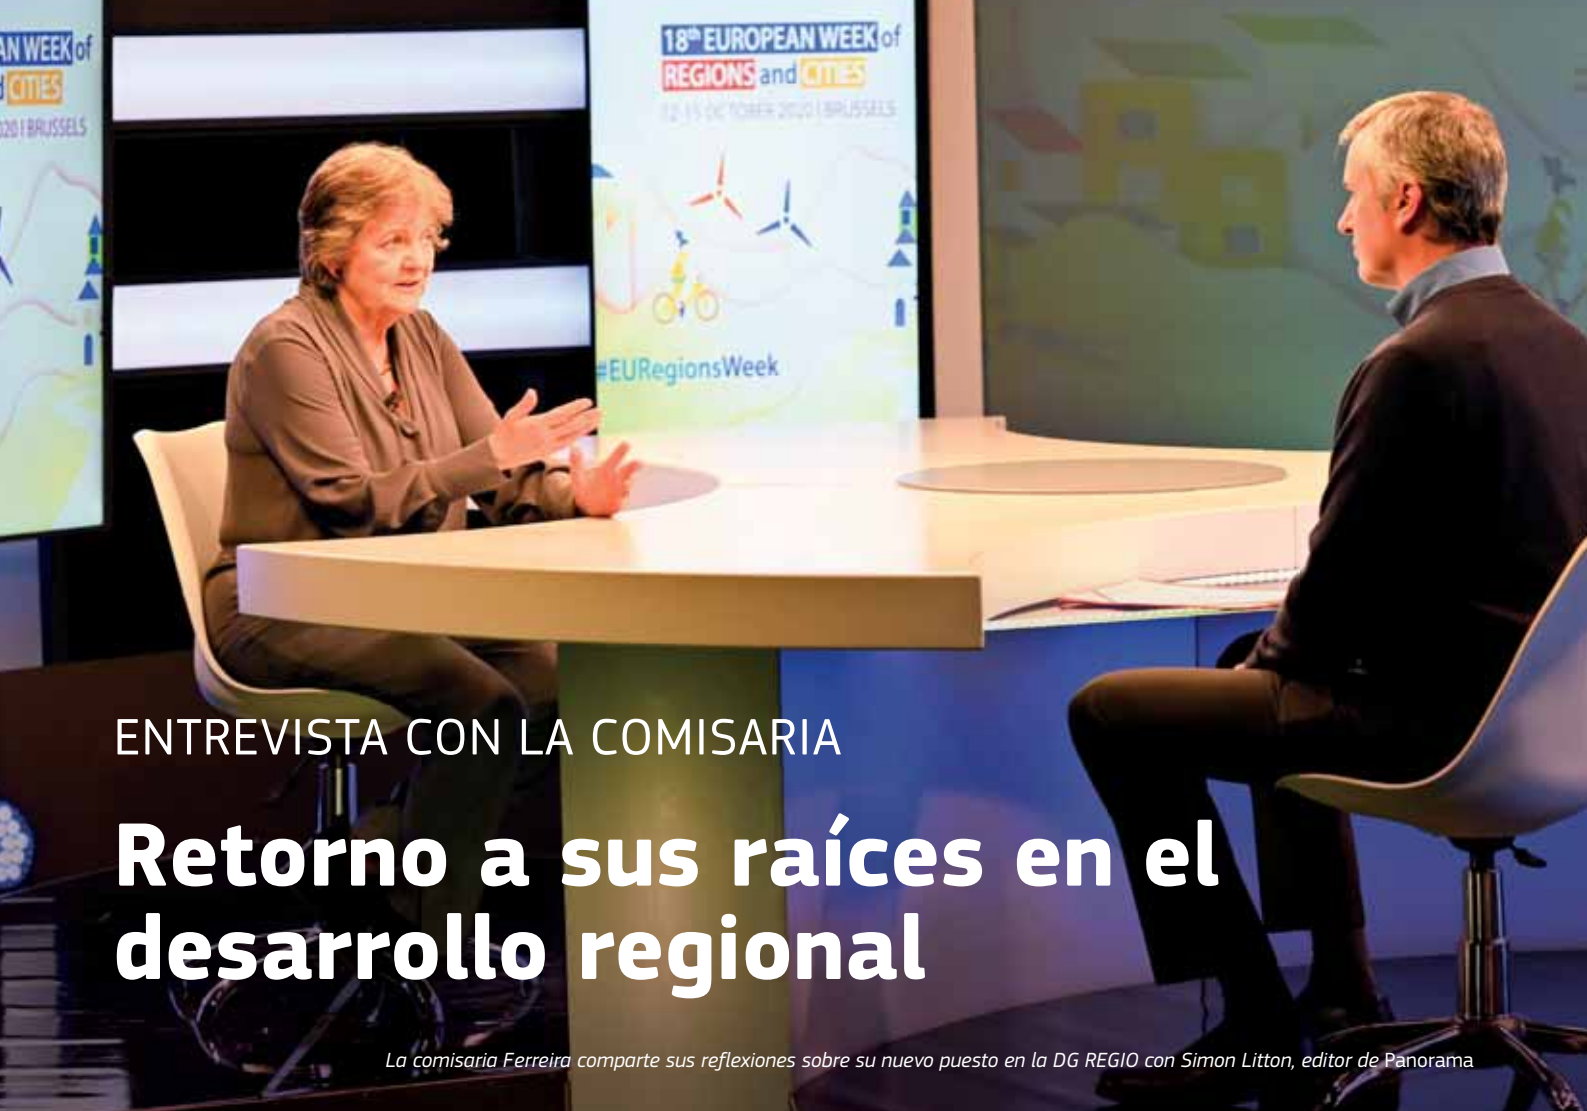 AN WEEK of
d CITIES
020 | BRUSSELS
18th EUROPEAN WEEK of
REGIONS and CITIES
12-15 OCTOBER 2020 | BRUSSELS
#EURegionsWeek
ENTREVISTA CON LA COMISARIA
Retorno a sus raíces en el
desarrollo regional
La comisaria Ferreira comparte sus reflexiones sobre su nuevo puesto en la DG REGIO con Simon Litton, editor de Panorama